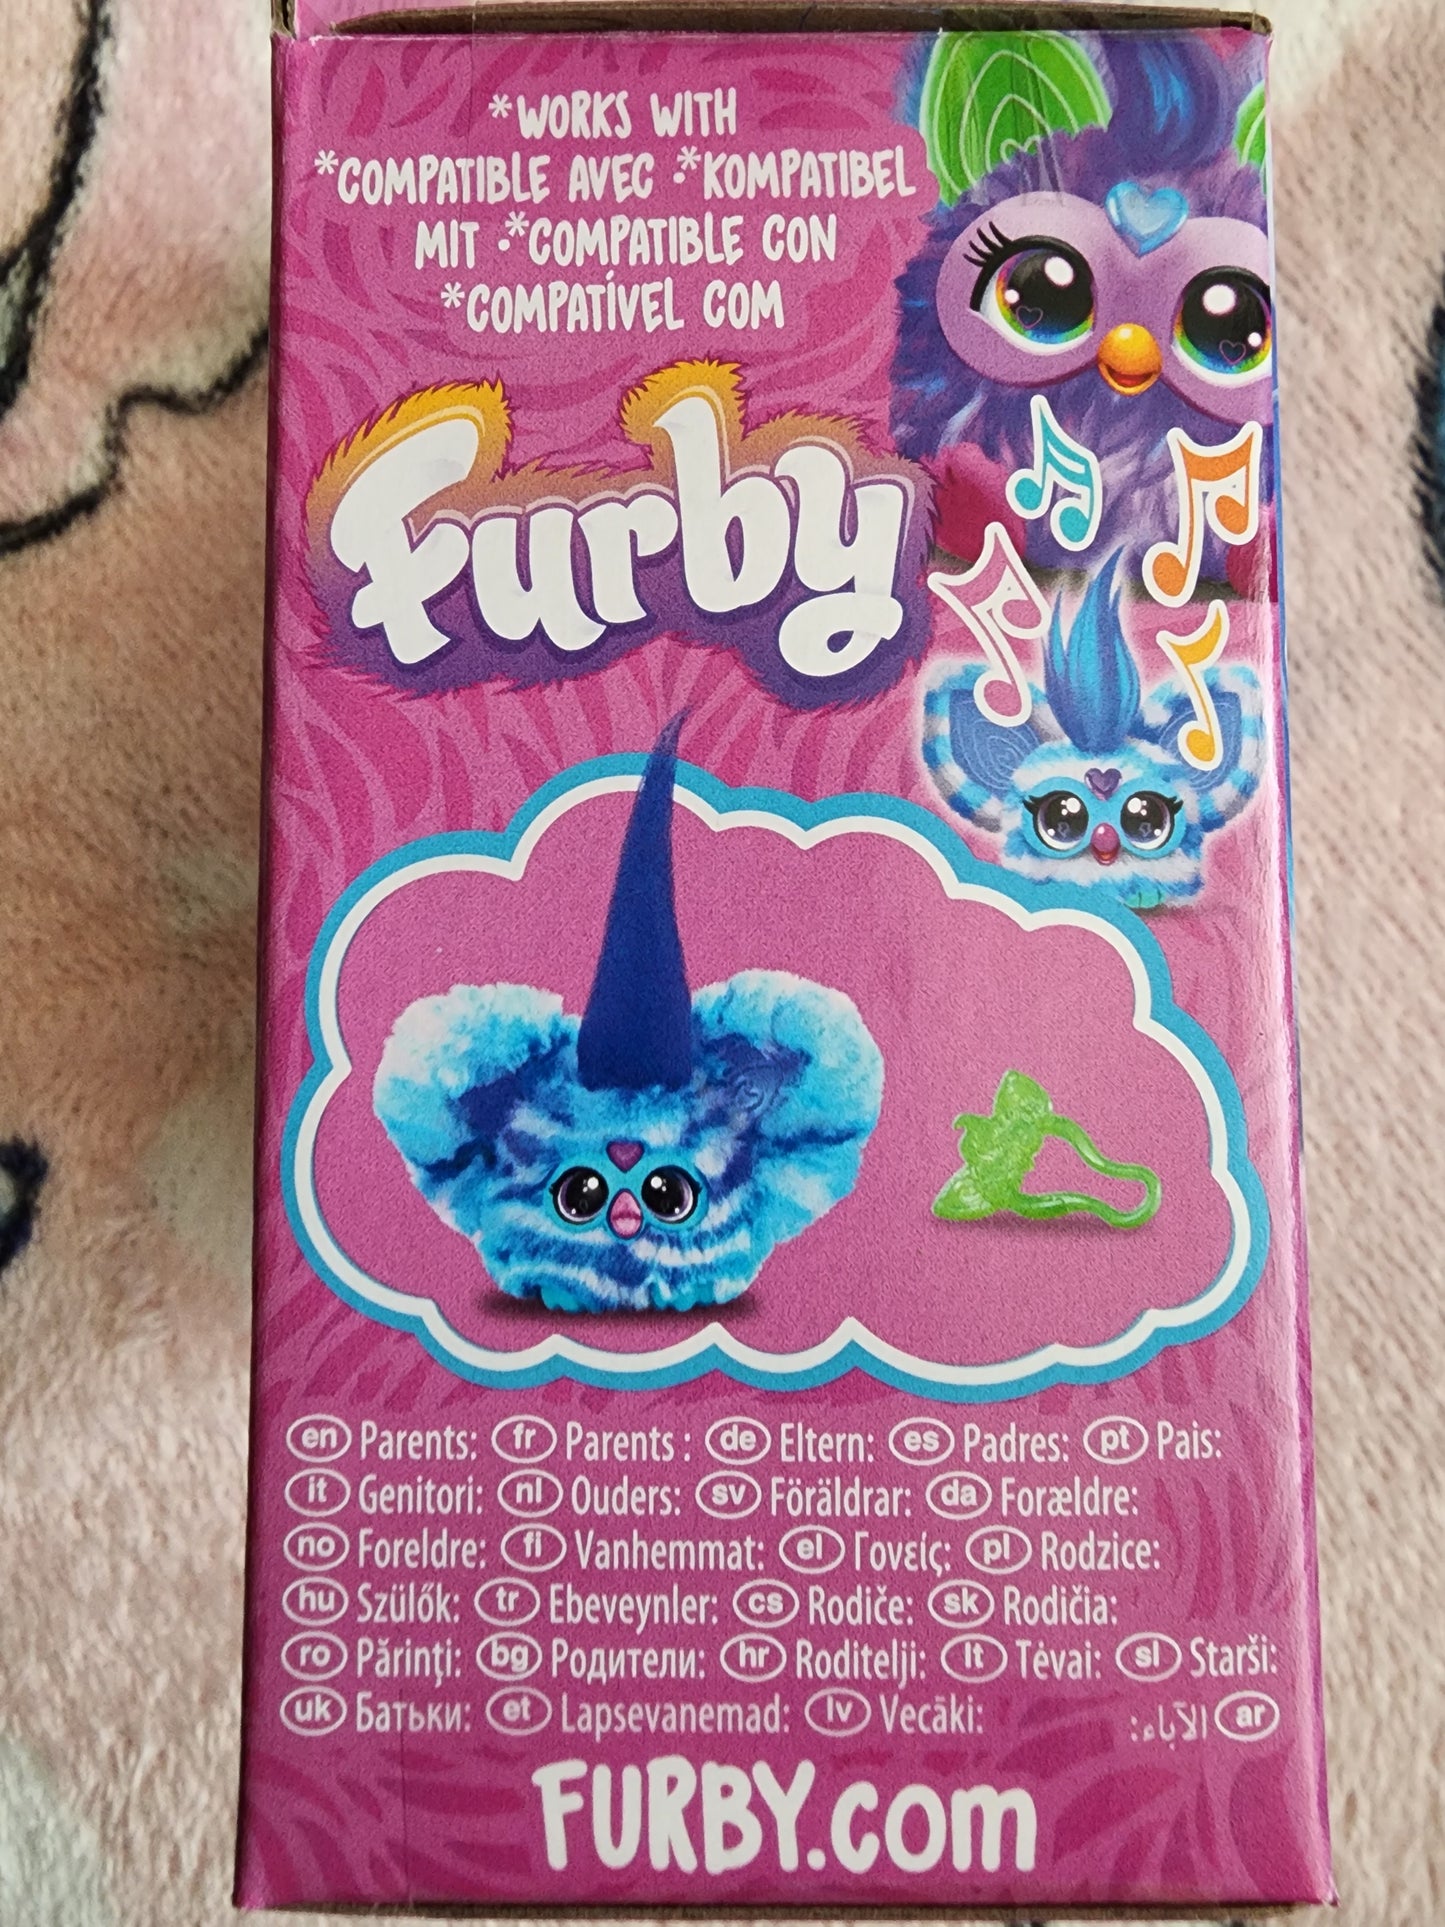 *WORKS WITH
*COMPATIBLE AVEC •*KOMPATIBEL
MIT •*COMPATIBLE CON
*COMPATÍVEL COM
Furby
en Parents: fr Parents : de Eltern: es Padres: pt Pais:
it Genitori: nl Ouders: sv Föräldrar: da Forældre:
no Foreldre: fi Vanhemmat: el Γονείς: pl Rodzice:
hu Szülők: tr Ebeveynler: cs Rodiče: sk Rodičia:
ro Părinți: bg Родители: hr Roditelji: lt Tėvai: sl Starši:
uk Батьки: et Lapsevanemad: lv Vecāki: ar الآباء:
FURBY.com